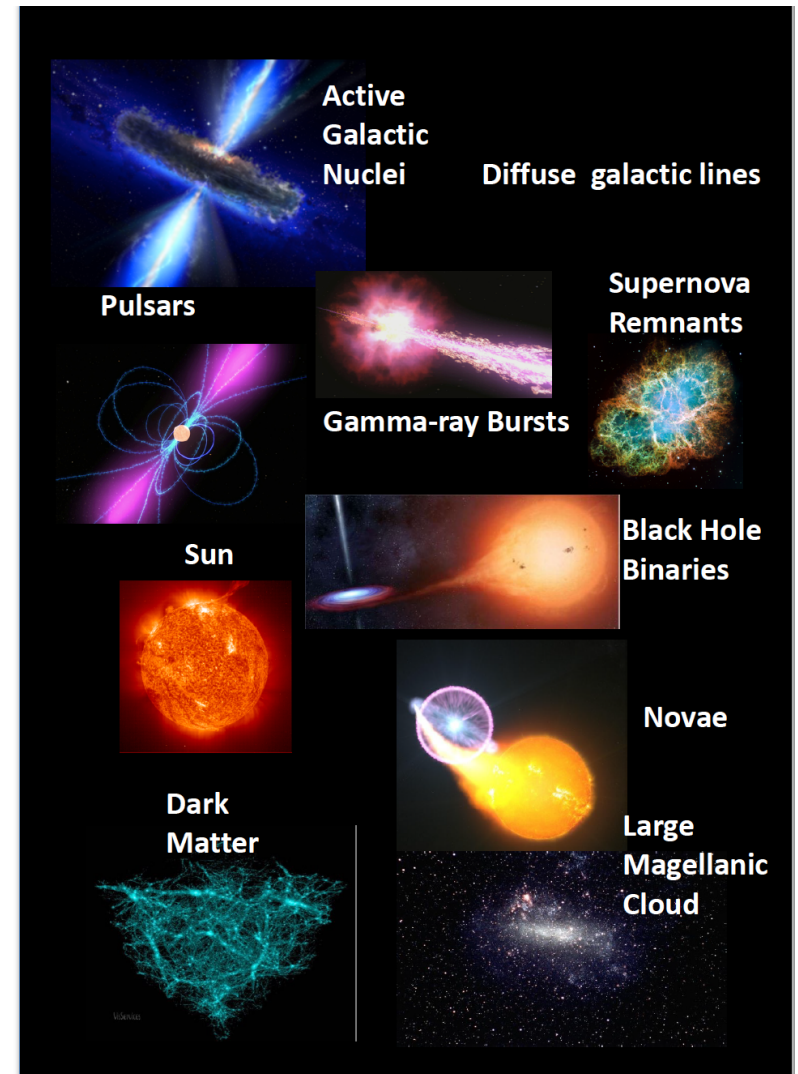 Active
Galactic
Nuclei
Diffuse  galactic lines
Pulsars
Supernova
Remnants
Gamma-ray Bursts
Black Hole
Binaries
Sun
Novae
Dark
Matter
Large
Magellanic
Cloud